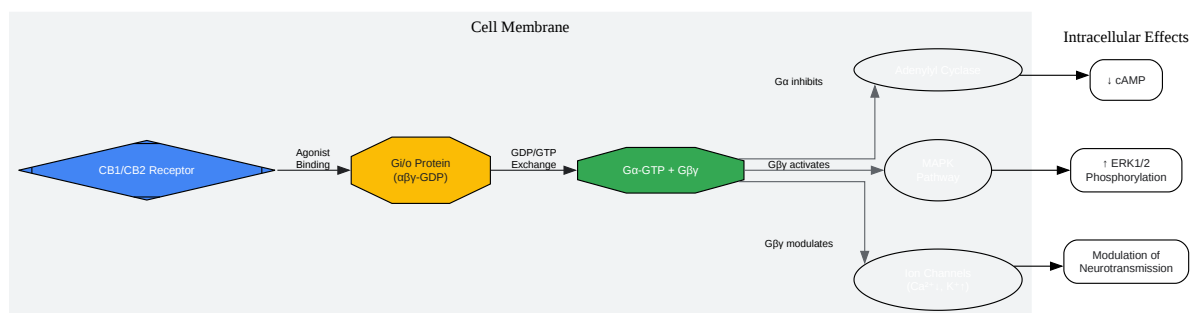 Cell Membrane
Intracellular Effects
CB1/CB2 Receptor
Agonist
Binding
Gi/o Protein
(αβγ-GDP)
GDP/GTP
Exchange
Gα-GTP + Gβγ
Gα inhibits
Adenylyl Cyclase
↓ cAMP
Gβγ activates
MAPK
Pathway
↑ ERK1/2
Phosphorylation
Gβγ modulates
Ion Channels
Modulation of
Neurotransmission